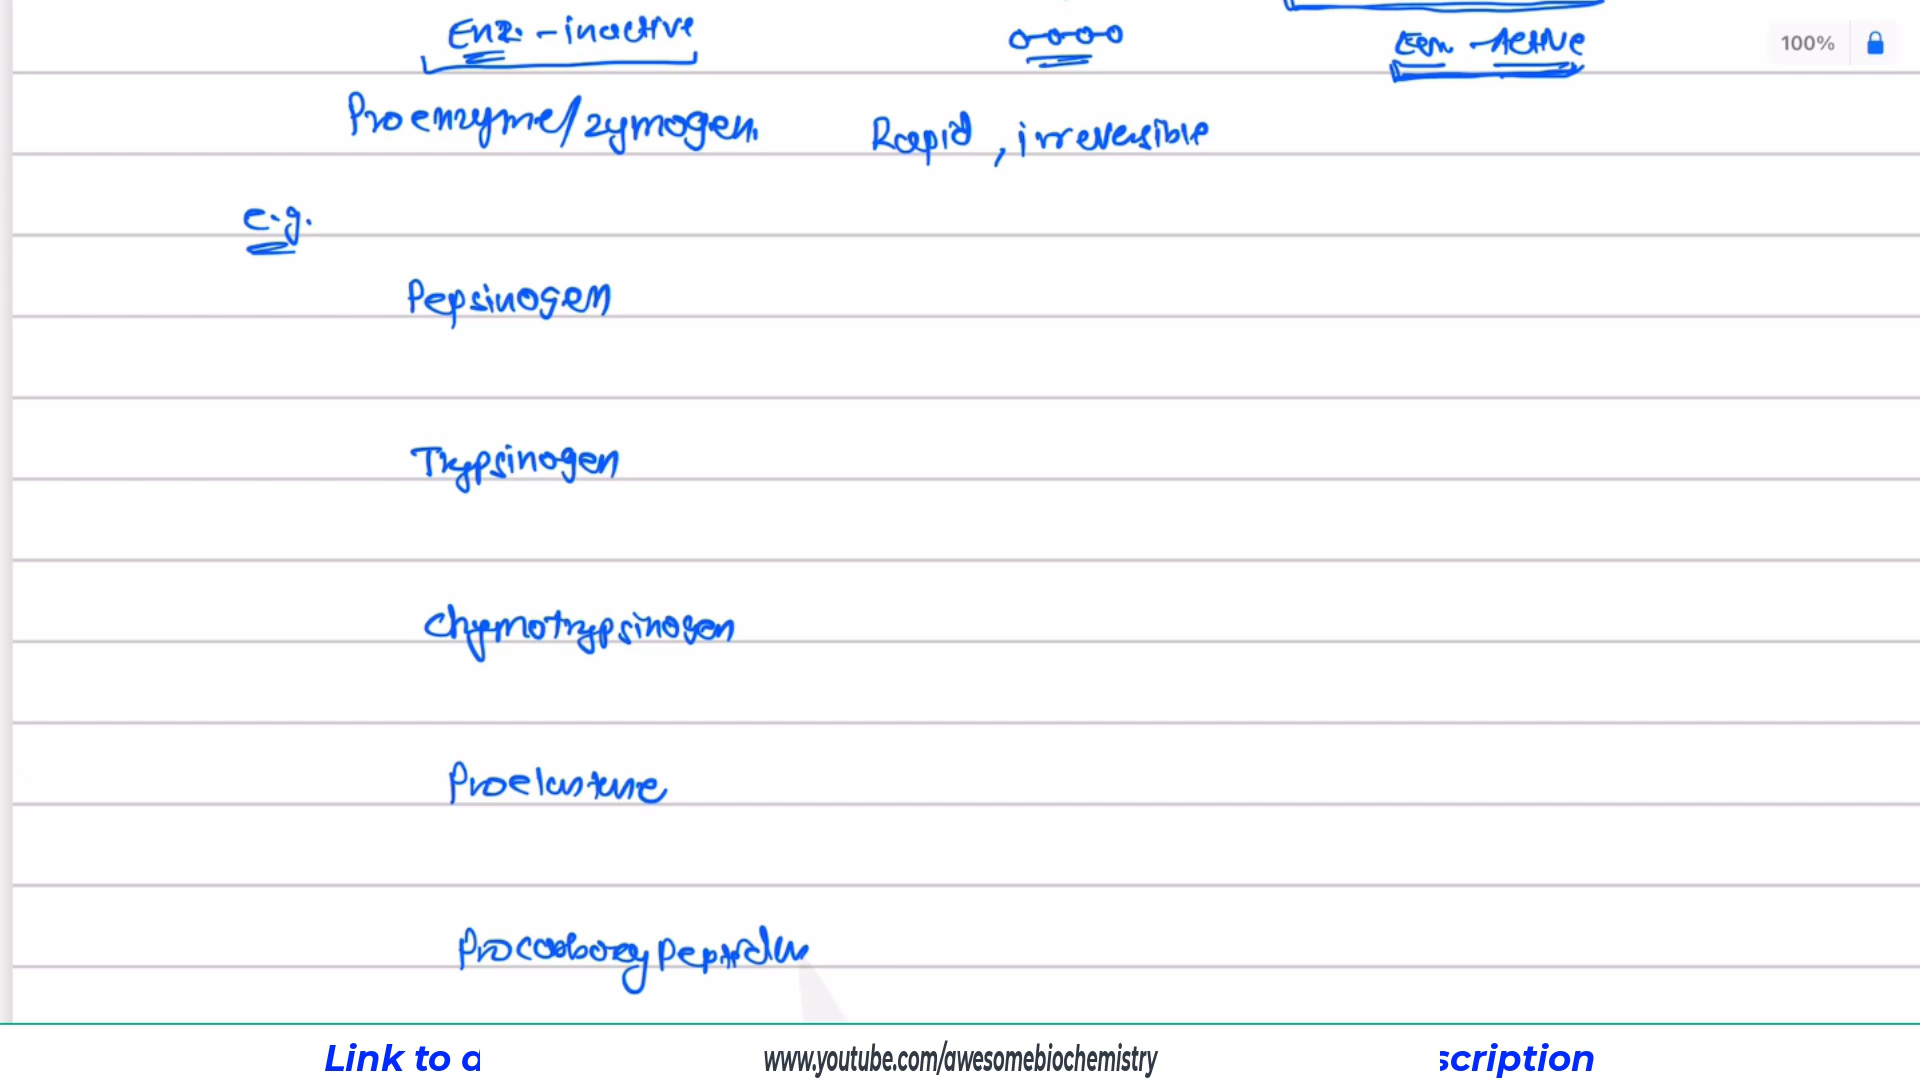 Enz. - inactive
Enz - Active
100%
Proenzyme/zymogen.
Rapid, irreversible
e.g.
Pepsinogen
Trypsinogen
Chymotrypsinogen
Proelastase
Procarboxypeptidas
Link to d
www.youtube.com/awesomebiochemistry
scription